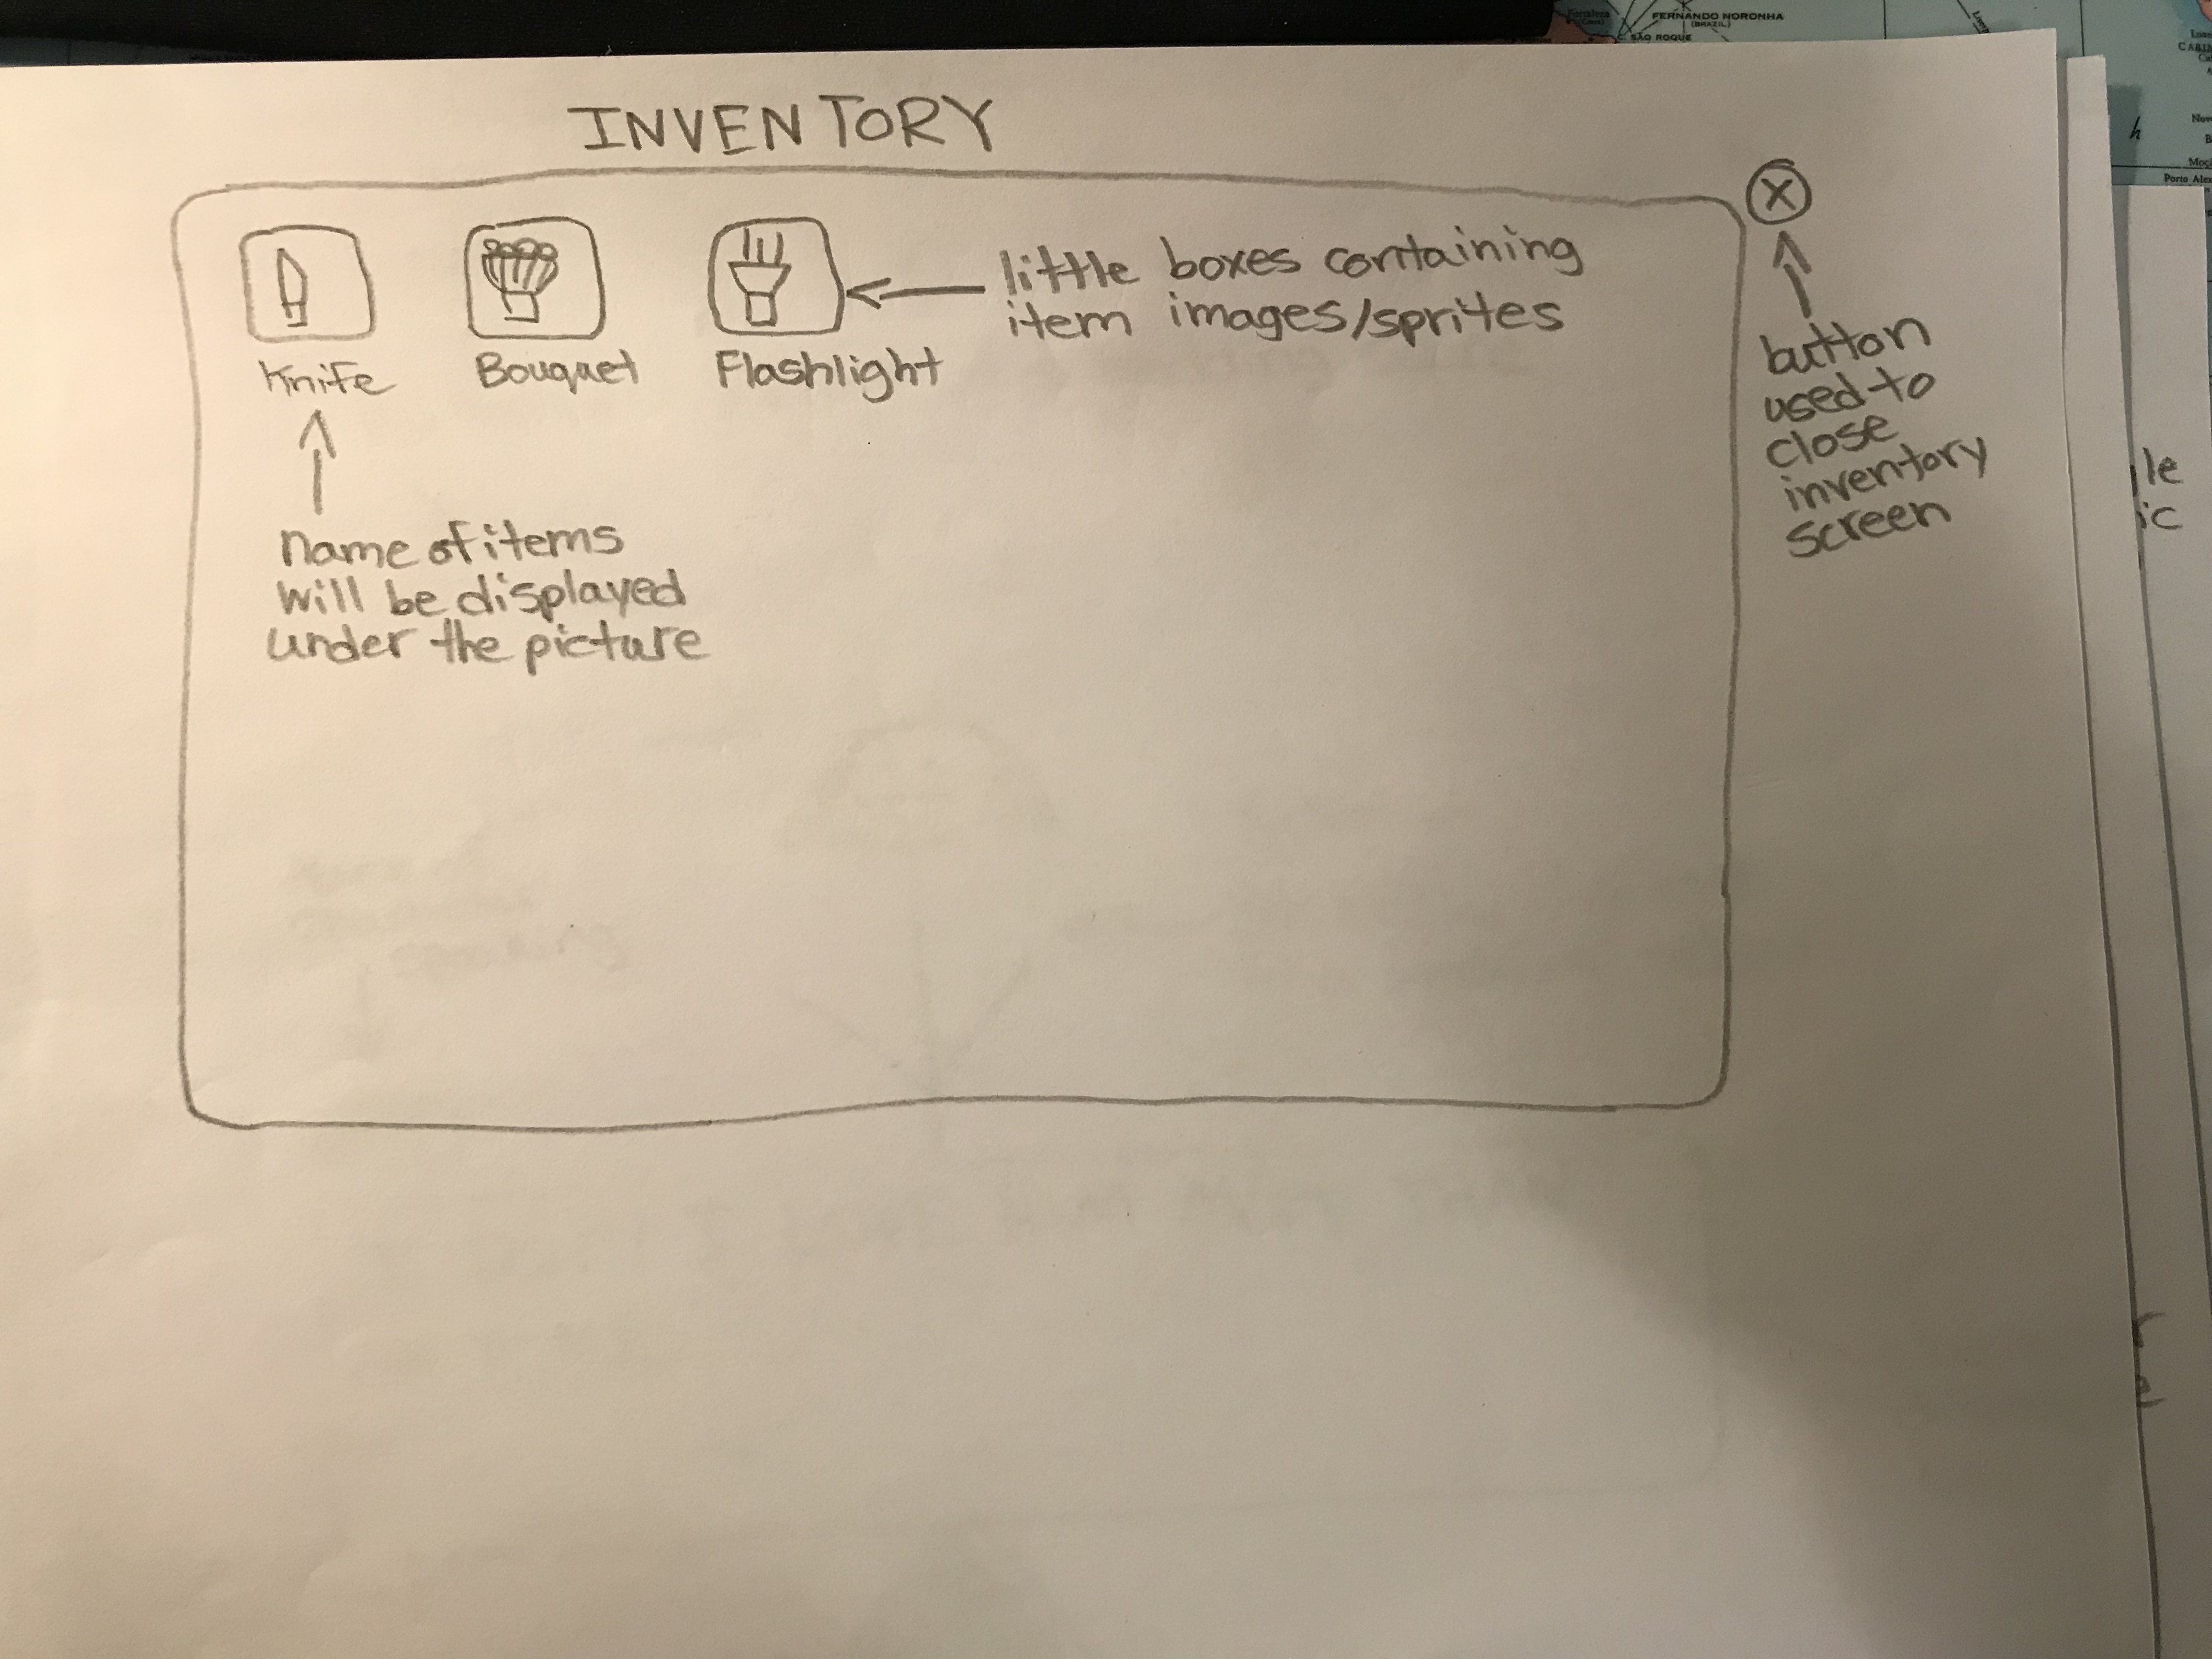 INVENTORY
X
Knife
Bouquet
Flashlight
little boxes containing
item images/sprites
name of items
will be displayed
under the picture
button
used to
close
inventory
screen
FERNANDO NORONHA
(BRAZIL)
SÃO ROQUE
le
ic
h